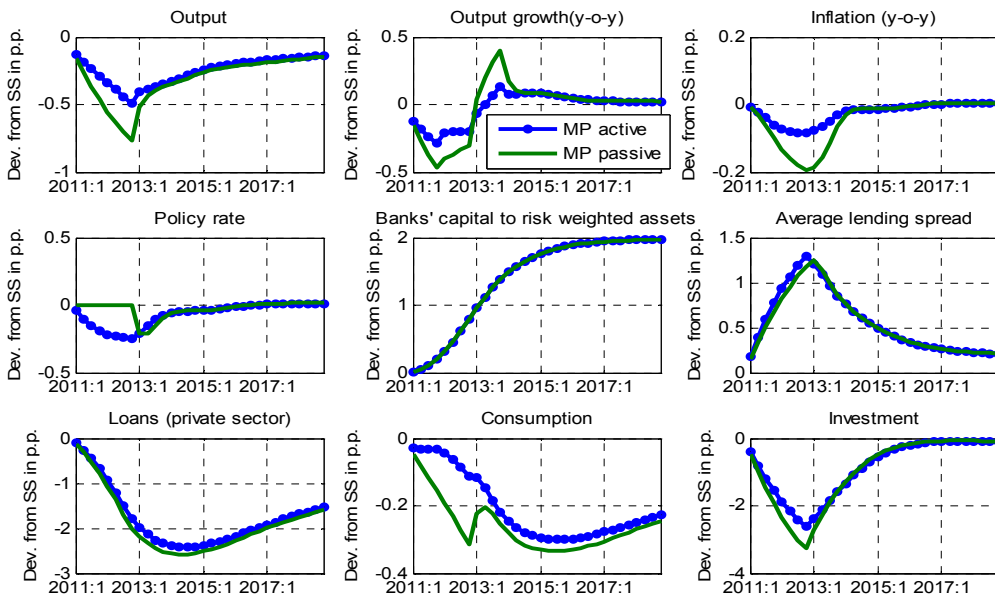 Output
Output growth(y-o-y)
Inflation (y-o-y)
Dev. from SS in p.p.
0
-0.5
-1
2011:1 2013:1 2015:1 2017:1
Dev. from SS in p.p.
0.5
0
-0.5
2011:1 2013:1 2015:1 2017:1
MP active
MP passive
Dev. from SS in p.p.
0.2
0
-0.2
2011:1 2013:1 2015:1 2017:1
Policy rate
Banks' capital to risk weighted assets
Average lending spread
Dev. from SS in p.p.
0.5
0
-0.5
2011:1 2013:1 2015:1 2017:1
Dev. from SS in p.p.
2
1
0
2011:1 2013:1 2015:1 2017:1
Dev. from SS in p.p.
1.5
1
0.5
0
2011:1 2013:1 2015:1 2017:1
Loans (private sector)
Consumption
Investment
Dev. from SS in p.p.
0
-1
-2
-3
2011:1 2013:1 2015:1 2017:1
Dev. from SS in p.p.
0
-0.2
-0.4
2011:1 2013:1 2015:1 2017:1
Dev. from SS in p.p.
0
-2
-4
2011:1 2013:1 2015:1 2017:1